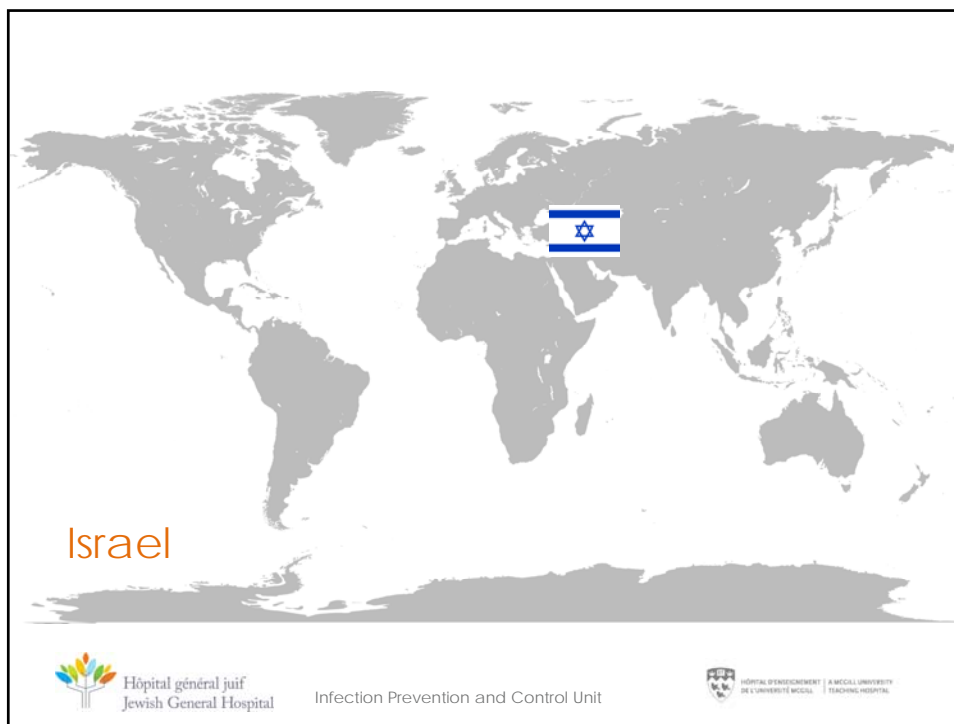 Israel
Hôpital général juif
Jewish General Hospital
Infection Prevention and Control Unit
HÔPITAL D'ENSEIGNEMENT
DE L'UNIVERSITÉ MCGILL
A MCGILL UNIVERSITY
TEACHING HOSPITAL